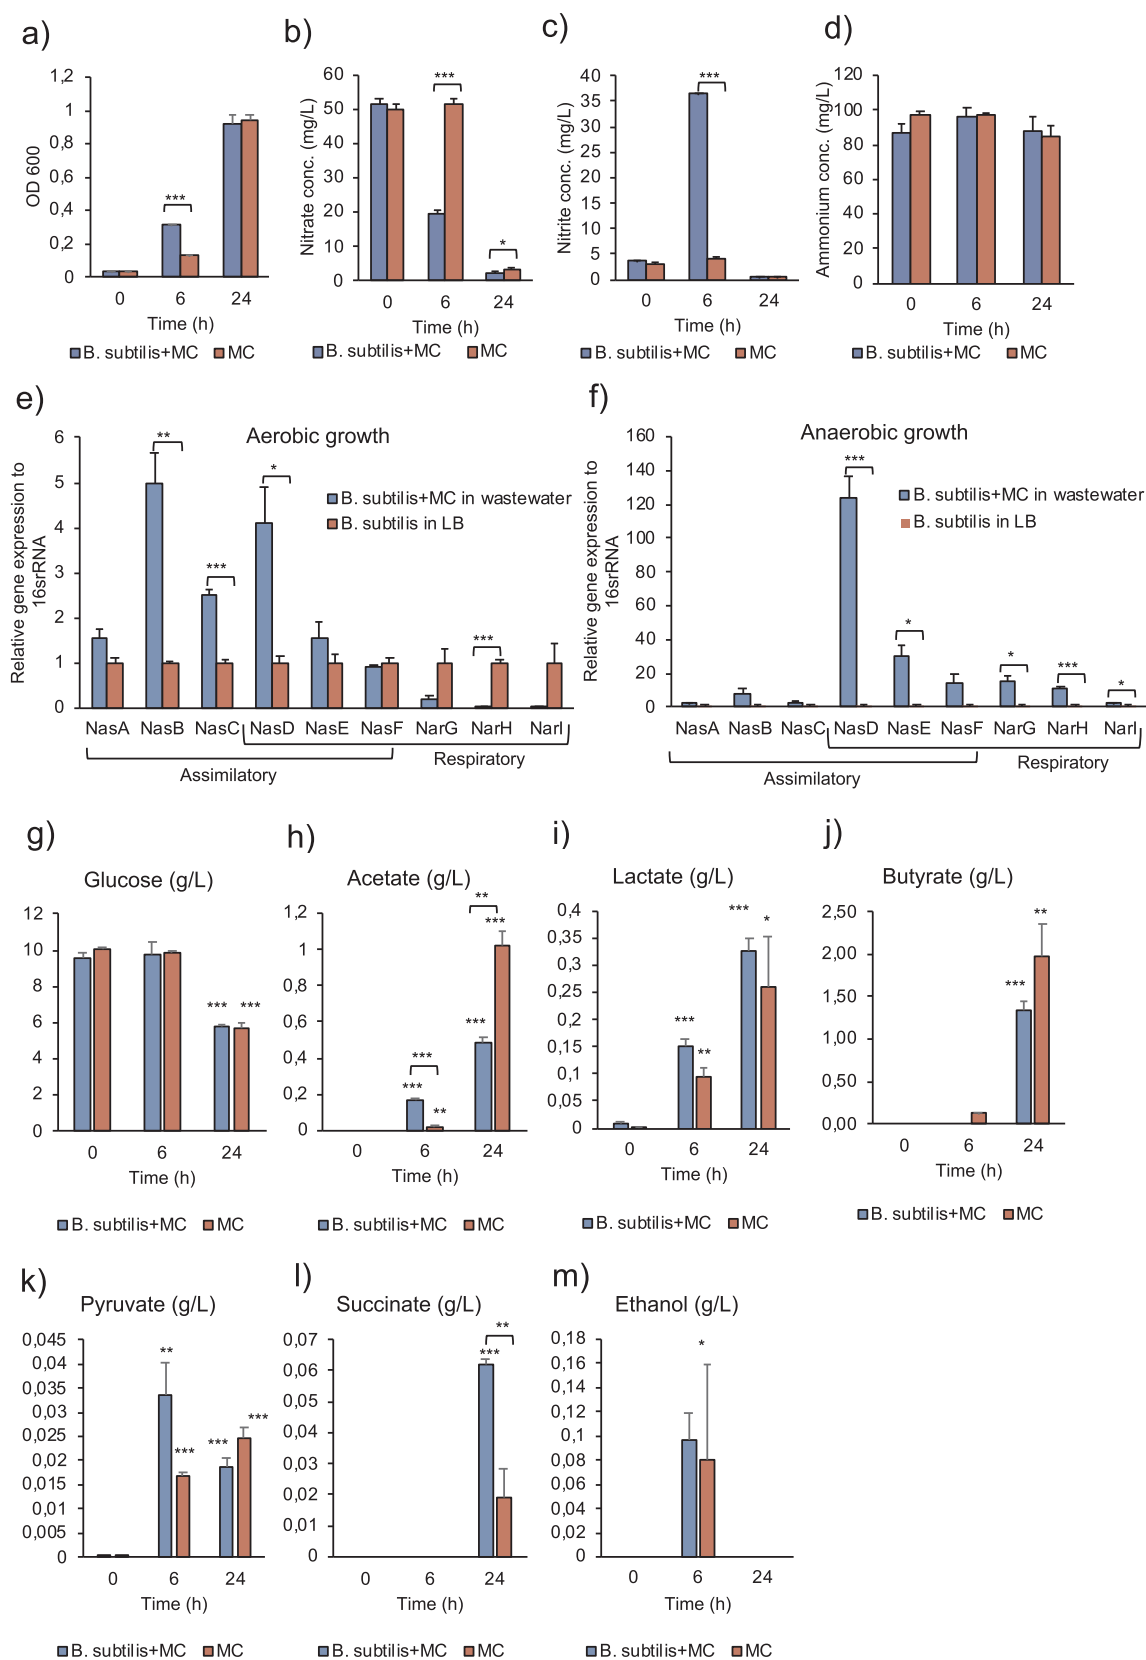 a)
1,2
1
0,8
0,6
0,4
0,2
0
OD 600
***
0 6 24
Time (h)
B. subtilis+MC MC
b)
60
50
40
30
20
10
0
Nitrate conc. (mg/L)
***
*
0 6 24
Time (h)
B. subtilis+MC MC
c)
40
35
30
25
20
15
10
5
0
Nitrite conc. (mg/L)
***
0 6 24
Time (h)
B. subtilis+MC MC
d)
120
100
80
60
40
20
0
Ammonium conc. (mg/L)
0 6 24
Time (h)
B. subtilis+MC MC
e)
Aerobic growth
6
5
4
3
2
1
0
Relative gene expression to
16srRNA
**
***
*
***
B. subtilis+MC in wastewater
B. subtilis in LB
NasA NasB NasC NasD NasE NasF NarG NarH NarI
Assimilatory
Respiratory
f)
Anaerobic growth
160
140
120
100
80
60
40
20
0
Relative gene expression to
16srRNA
***
*
*
***
*
B. subtilis+MC in wastewater
B. subtilis in LB
NasA NasB NasC NasD NasE NasF NarG NarH NarI
Assimilatory
Respiratory
g)
Glucose (g/L)
12
10
8
6
4
2
0
*** ***
0 6 24
Time (h)
B. subtilis+MC MC
h)
Acetate (g/L)
1,2
1
0,8
0,6
0,4
0,2
0
***
***
**
**
***
***
0 6 24
Time (h)
B. subtilis+MC MC
i)
Lactate (g/L)
0,4
0,35
0,3
0,25
0,2
0,15
0,1
0,05
0
***
**
***
*
0 6 24
Time (h)
B. subtilis+MC MC
j)
Butyrate (g/L)
2,50
2,00
1,50
1,00
0,50
0,00
***
**
0 6 24
Time (h)
B. subtilis+MC MC
k)
Pyruvate (g/L)
0,045
0,04
0,035
0,03
0,025
0,02
0,015
0,01
0,005
0
**
***
***
***
0 6 24
Time (h)
B. subtilis+MC MC
l)
Succinate (g/L)
0,07
0,06
0,05
0,04
0,03
0,02
0,01
0
**
***
0 6 24
Time (h)
B. subtilis+MC MC
m)
Ethanol (g/L)
0,18
0,16
0,14
0,12
0,1
0,08
0,06
0,04
0,02
0
*
0 6 24
Time (h)
B. subtilis+MC MC